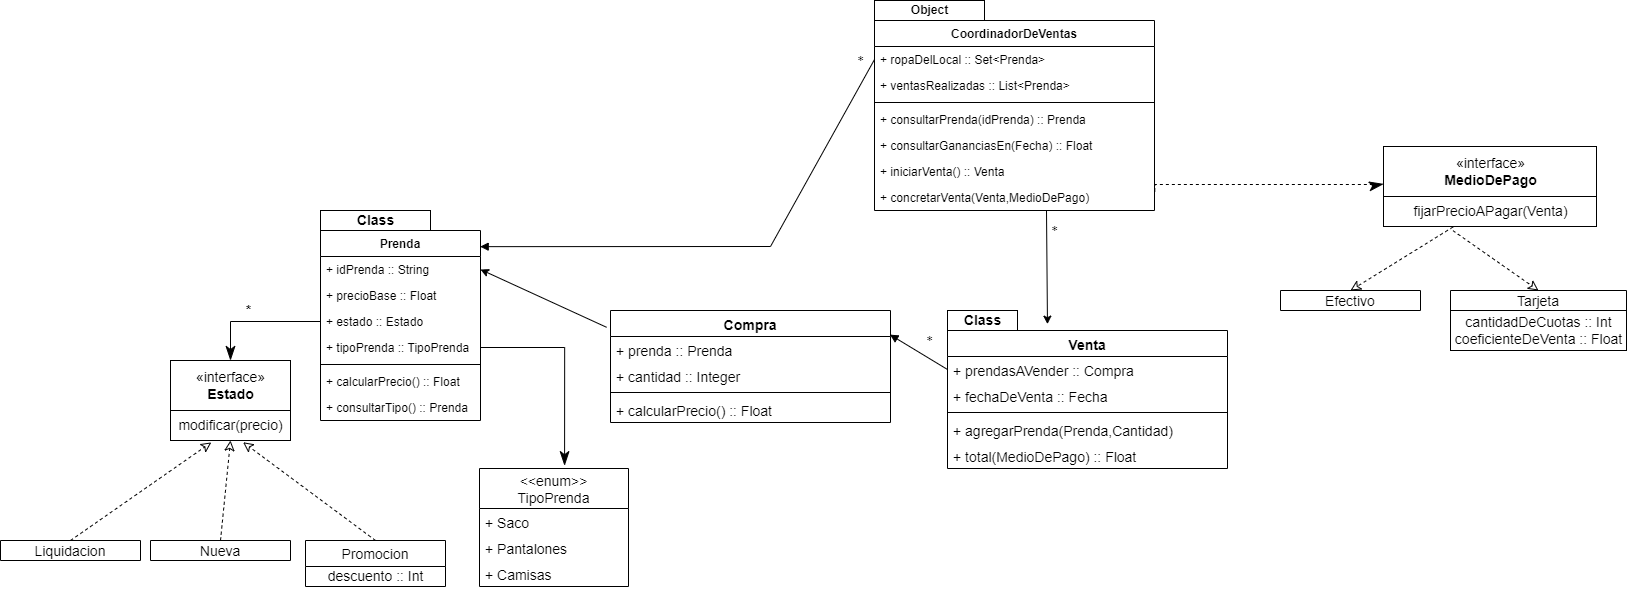 Object
CoordinadorDeVentas
+ ropaDelLocal :: Set<Prenda>
+ ventasRealizadas :: List<Prenda>
+ consultarPrenda(idPrenda) :: Prenda
+ consultarGananciasEn(Fecha) :: Float
+ iniciarVenta() :: Venta
+ concretarVenta(Venta,MedioDePago)
*
*
«interface»
MedioDePago
fijarPrecioAPagar(Venta)
Efectivo
Tarjeta
cantidadDeCuotas :: Int
coeficienteDeVenta :: Float
Class
Prenda
+ idPrenda :: String
+ precioBase :: Float
+ estado :: Estado
+ tipoPrenda :: TipoPrenda
+ calcularPrecio() :: Float
+ consultarTipo() :: Prenda
*
«interface»
Estado
modificar(precio)
Compra
+ prenda :: Prenda
+ cantidad :: Integer
+ calcularPrecio() :: Float
*
Class
Venta
+ prendasAVender :: Compra
+ fechaDeVenta :: Fecha
+ agregarPrenda(Prenda,Cantidad)
+ total(MedioDePago) :: Float
<<enum>>
TipoPrenda
+ Saco
+ Pantalones
+ Camisas
Liquidacion
Nueva
Promocion
descuento :: Int